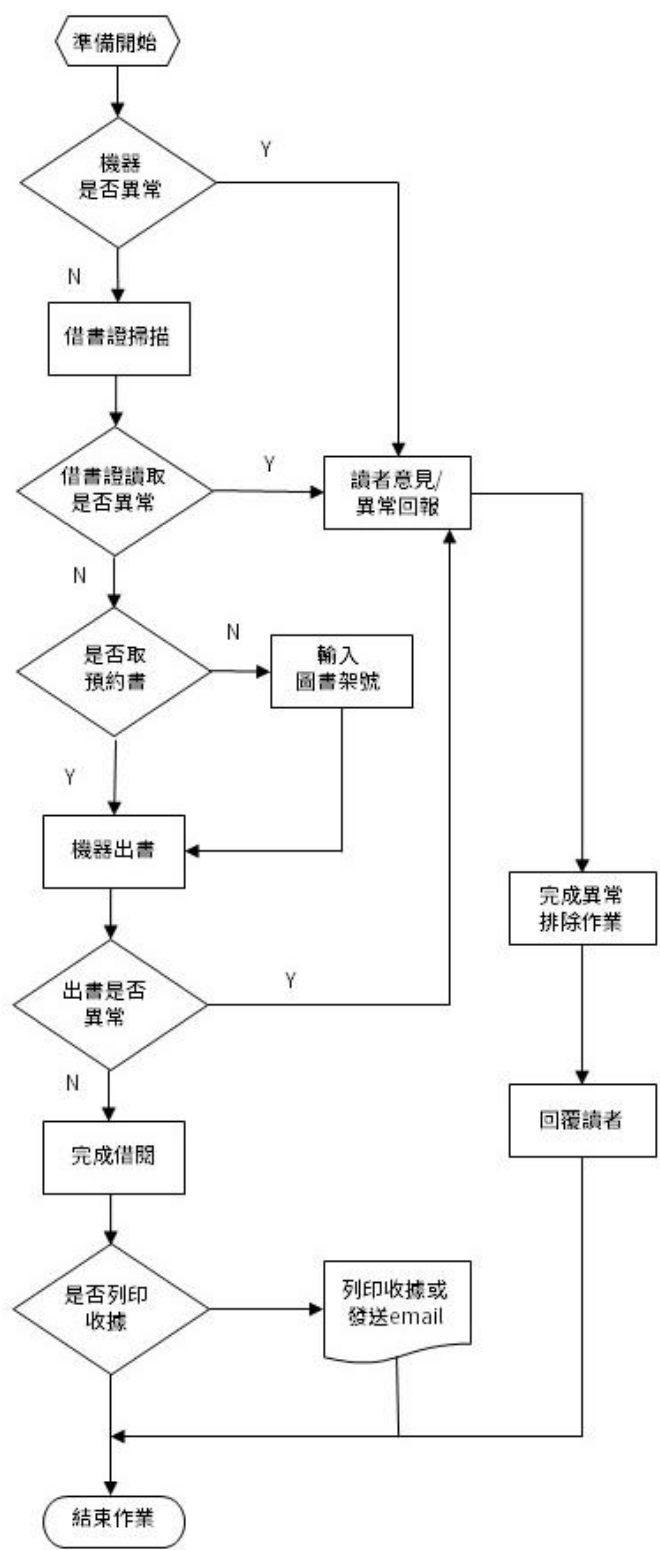 準備開始
機器
是否異常
Y
N
借書證掃描
借書證讀取
是否異常
Y
讀者意見/
異常回報
N
是否取
預約書
N
輸入
圖書架號
Y
機器出書
完成異常
排除作業
出書是否
異常
Y
N
回覆讀者
完成借閱
是否列印
收據
列印收據或
發送email
結束作業